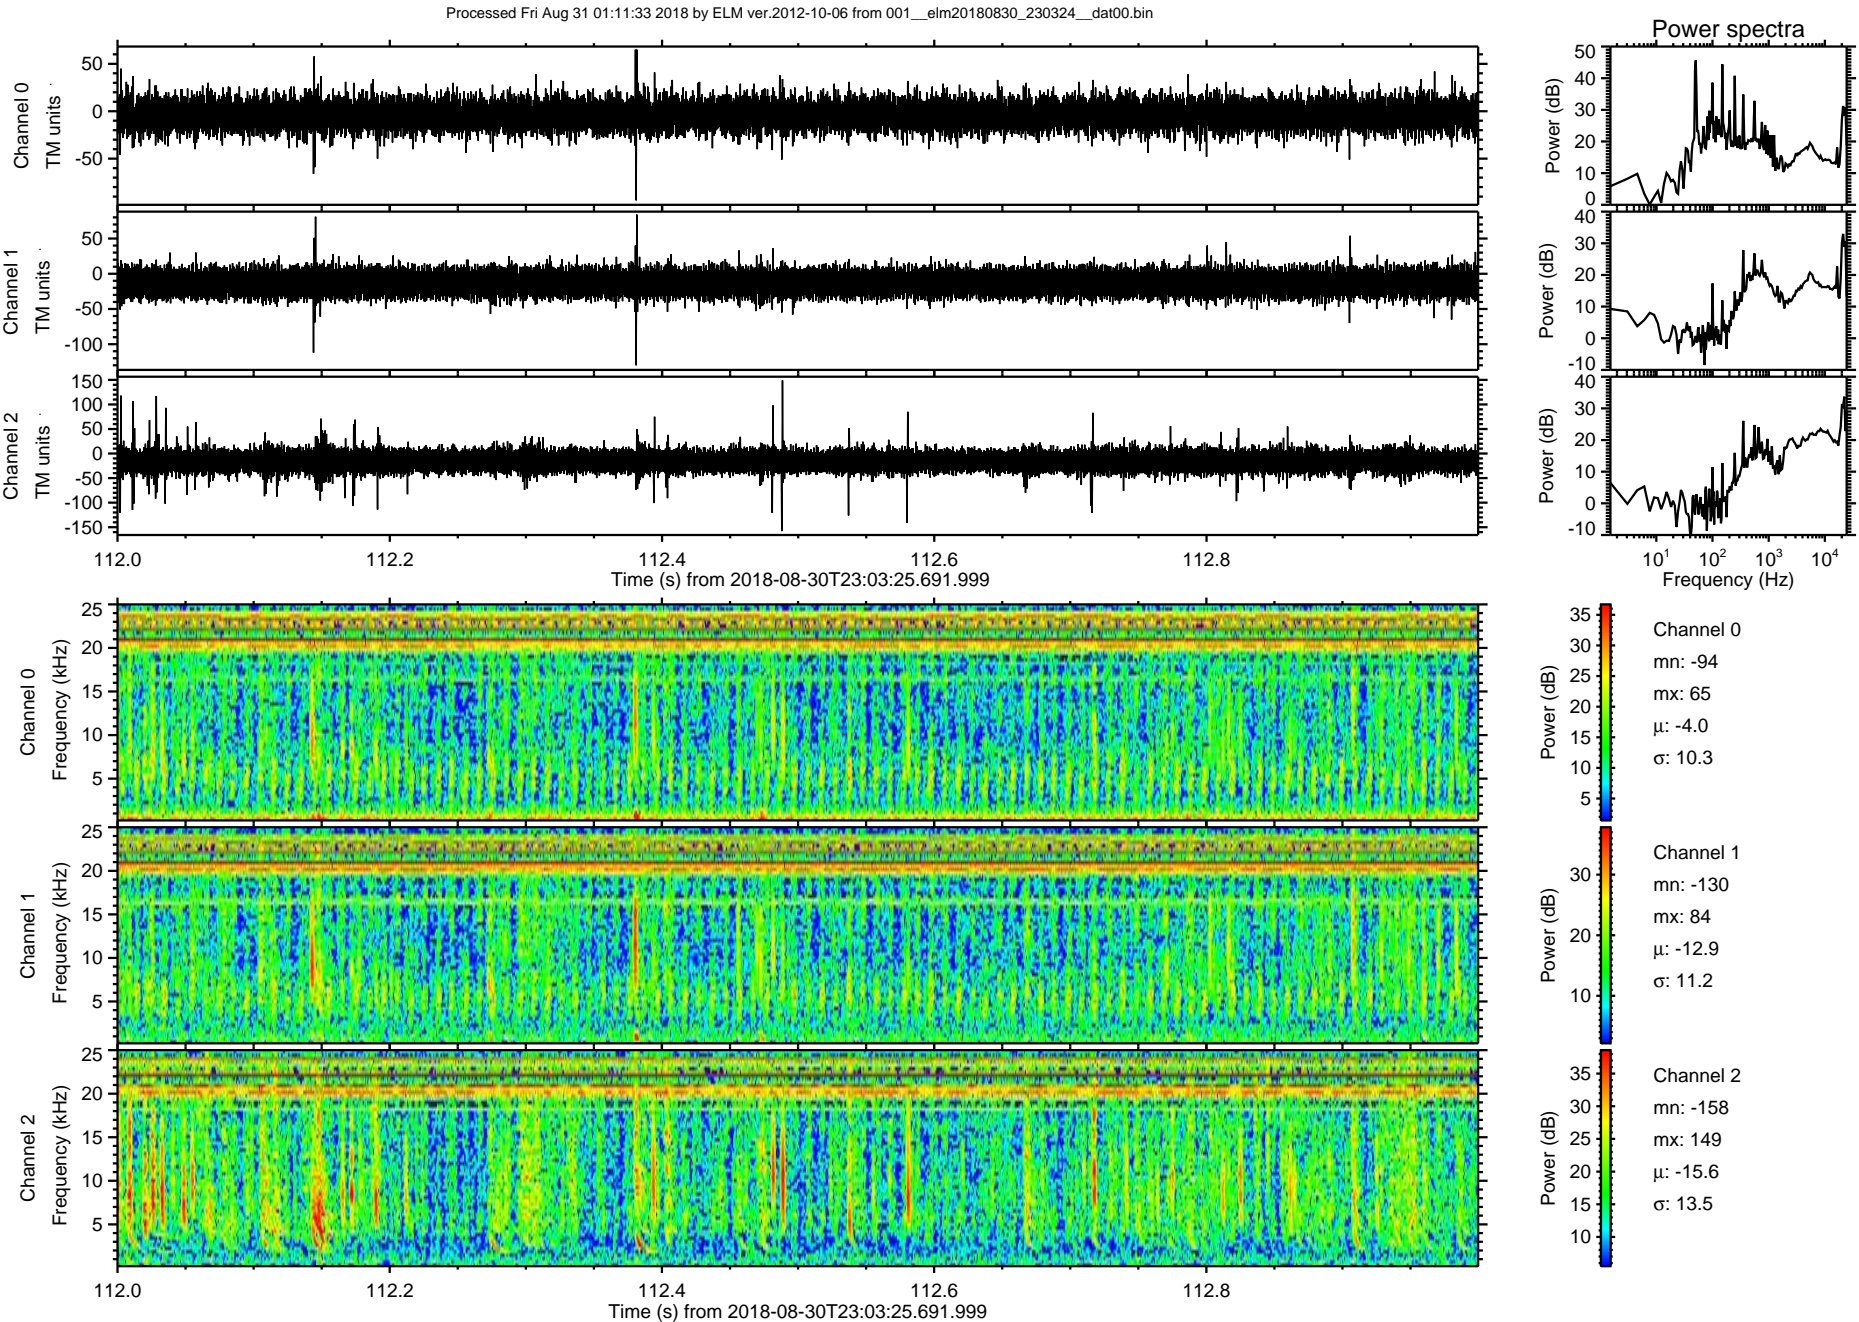 Processed Fri Aug 31 01:11:33 2018 by ELM ver.2012-10-06 from 001__elm20180830_230324__dat00.bin
Power spectra
Channel 0
TM units
50
0
-50
Power (dB)
50
40
30
20
10
0
Channel 1
TM units
50
0
-50
-100
Power (dB)
40
30
20
10
0
-10
Channel 2
TM units
150
100
50
0
-50
-100
-150
Power (dB)
40
30
20
10
0
-10
112.0 112.2 112.4 112.6 112.8
Time (s) from 2018-08-30T23:03:25.691.999
10¹ 10² 10³ 10⁴
Frequency (Hz)
Channel 0
Frequency (kHz)
25
20
15
10
5
Power (dB)
35
30
25
20
15
10
5
Channel 0
mn: -94
mx: 65
µ: -4.0
σ: 10.3
Channel 1
Frequency (kHz)
25
20
15
10
5
Power (dB)
30
20
10
Channel 1
mn: -130
mx: 84
µ: -12.9
σ: 11.2
Channel 2
Frequency (kHz)
25
20
15
10
5
Power (dB)
35
30
25
20
15
10
Channel 2
mn: -158
mx: 149
µ: -15.6
σ: 13.5
112.0 112.2 112.4 112.6 112.8
Time (s) from 2018-08-30T23:03:25.691.999